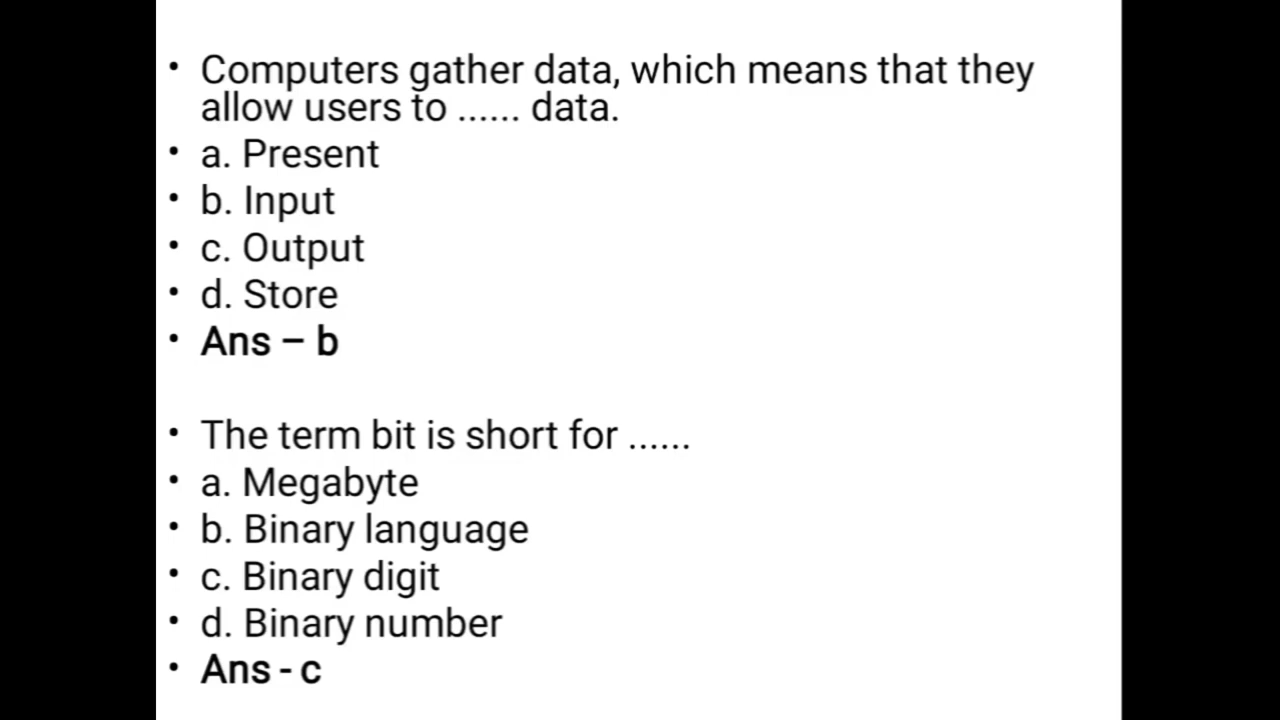 • Computers gather data, which means that they
allow users to ...... data.
• a. Present
• b. Input
• c. Output
• d. Store
• Ans – b
• The term bit is short for ......
• a. Megabyte
• b. Binary language
• c. Binary digit
• d. Binary number
• Ans - c